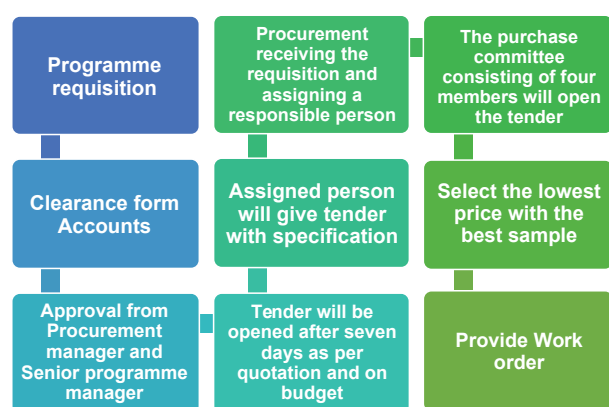 Programme
requisition
Clearance form
Accounts
Approval from
Procurement
manager and
Senior programme
manager
Tender will be
opened after seven
days as per
quotation and on
budget
Assigned person
will give tender
with specification
Procurement
receiving the
requisition and
assigning a
responsible person
The purchase
committee
consisting of four
members will open
the tender
Select the lowest
price with the
best sample
Provide Work
order